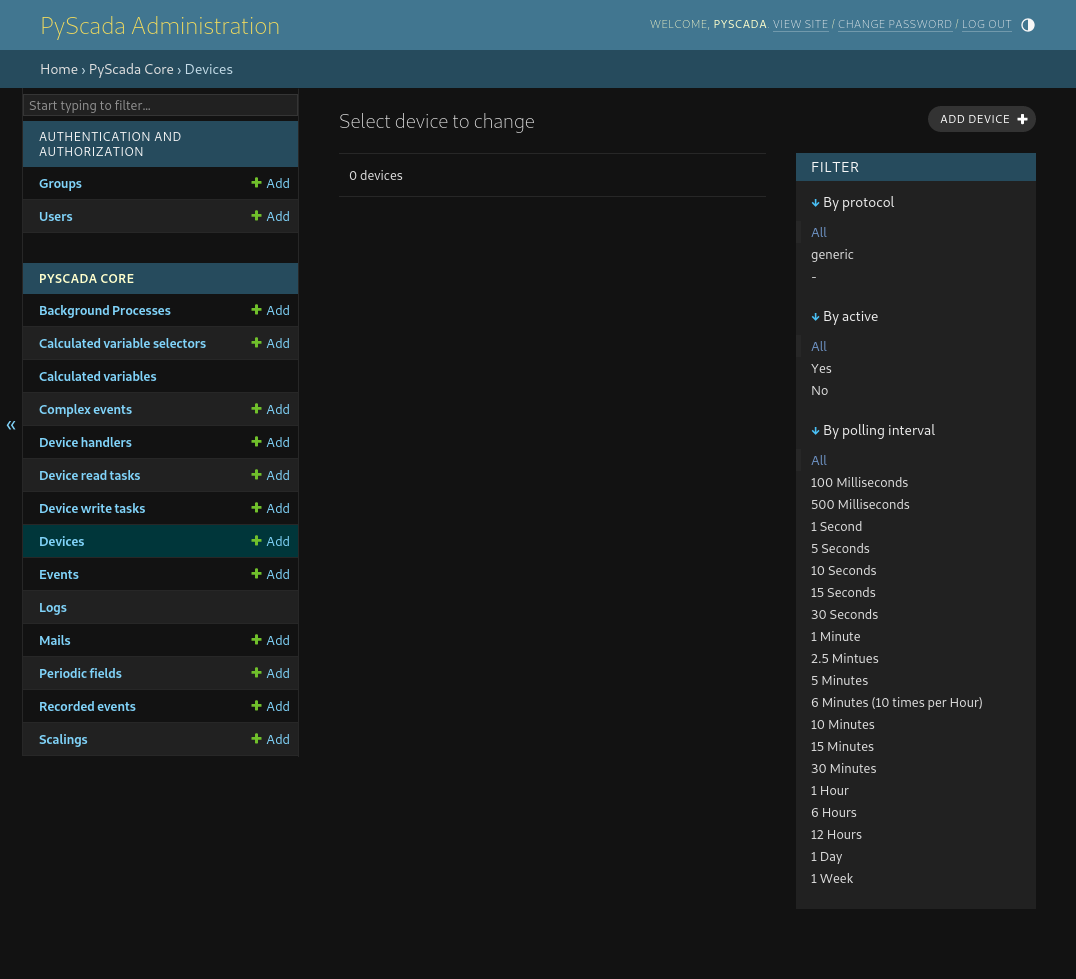 PyScada Administration
WELCOME, PYSCADA. VIEW SITE / CHANGE PASSWORD / LOG OUT
Home › PyScada Core › Devices
Start typing to filter...
AUTHENTICATION AND
AUTHORIZATION
Groups Add
Users Add
PYSCADA CORE
Background Processes Add
Calculated variable selectors Add
Calculated variables
Complex events Add
«
Device handlers Add
Device read tasks Add
Device write tasks Add
Devices Add
Events Add
Logs
Mails Add
Periodic fields Add
Recorded events Add
Scalings Add
Select device to change
ADD DEVICE
0 devices
FILTER
↓ By protocol
All
generic
-
↓ By active
All
Yes
No
↓ By polling interval
All
100 Milliseconds
500 Milliseconds
1 Second
5 Seconds
10 Seconds
15 Seconds
30 Seconds
1 Minute
2.5 Mintues
5 Minutes
6 Minutes (10 times per Hour)
10 Minutes
15 Minutes
30 Minutes
1 Hour
6 Hours
12 Hours
1 Day
1 Week